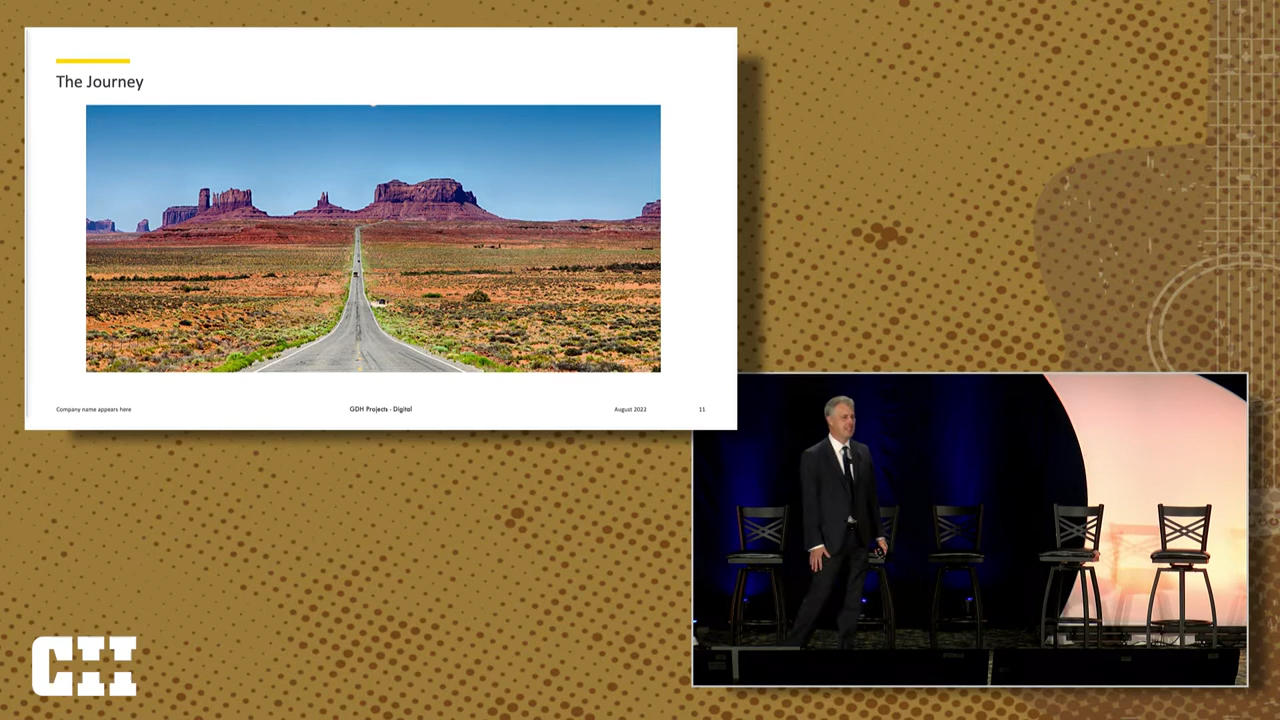 The Journey
Company name appears here
GDH Projects - Digital
August 2022
11
CII